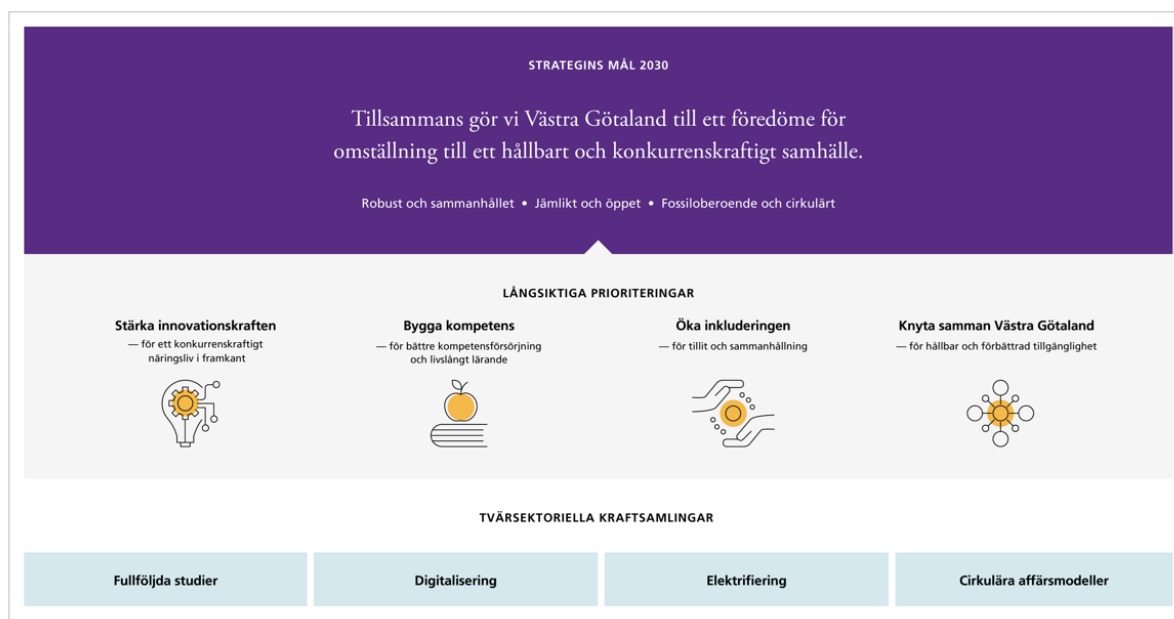 STRATEGINS MÅL 2030
Tillsammans gör vi Västra Götaland till ett föredöme för
omställning till ett hållbart och konkurrenskraftigt samhälle.
Robust och sammanhållet • Jämlikt och öppet • Fossiloberoende och cirkulärt
LÅNGSIKTIGA PRIORITERINGAR
Stärka innovationskraften
— för ett konkurrenskraftigt
näringsliv i framkant
Bygga kompetens
— för bättre kompetensförsörjning
och livslångt lärande
Öka inkluderingen
— för tillit och sammanhållning
Knyta samman Västra Götaland
— för hållbar och förbättrad tillgänglighet
TVÄRSEKTORIELLA KRAFTSAMLINGAR
Fullföljda studier
Digitalisering
Elektrifiering
Cirkulära affärsmodeller